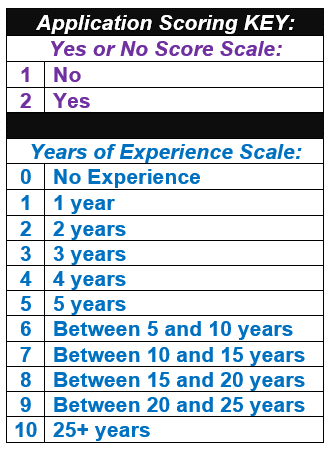 Application Scoring KEY:
Yes or No Score Scale:
1 No
2 Yes
Years of Experience Scale:
0 No Experience
1 1 year
2 2 years
3 3 years
4 4 years
5 5 years
6 Between 5 and 10 years
7 Between 10 and 15 years
8 Between 15 and 20 years
9 Between 20 and 25 years
10 25+ years